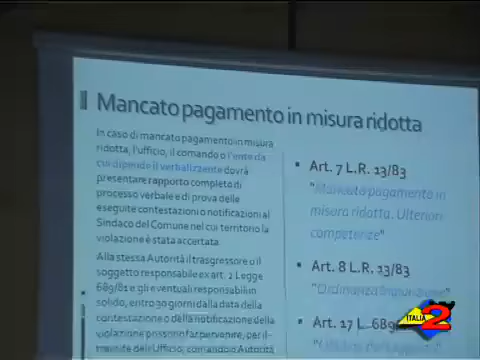 Mancato pagamento in misura ridotta
In caso di mancato pagamento in misura
ridotta, l'ufficio, il comando o l'ente da
cui dipende il verbalizzante dovrà
presentare rapporto completo di
processo verbale e di prova delle
eseguite contestazioni o notificazioni al
Sindaco del Comune nel cui territorio la
violazione è stata accertata.
Alla stessa Autorità il trasgressore o il
soggetto responsabile ex art. 2 Legge
689/81 e gli eventuali responsabili in
solido, entro 30 giorni dalla data della
contestazione o della notificazione della
violazione possono far pervenire, per il
tramite dell'Ufficio, comando o Autorità
• Art. 7 L.R. 13/83
"Mancato pagamento in
misura ridotta. Ulteriori
competenze"
• Art. 8 L.R. 13/83
"Ordinanza ingiunzione"
• Art. 17 L. 689
ITALIA 2